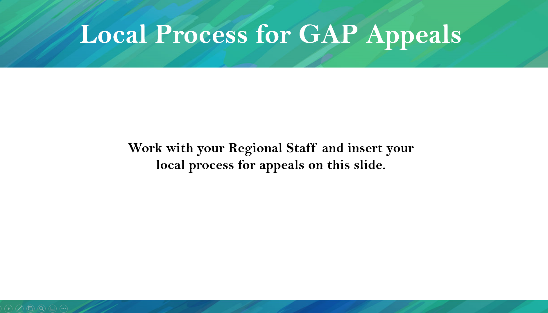 Local Process for GAP Appeals
Work with your Regional Staff and insert your
local process for appeals on this slide.